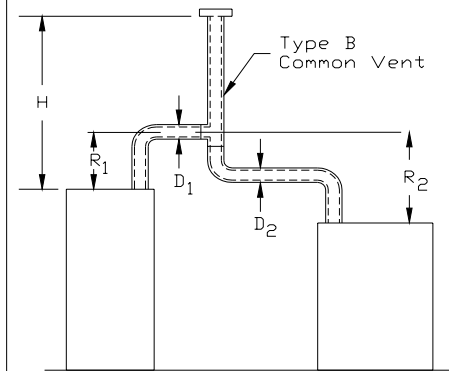 Type B
Common Vent
H
R1
D1
D2
R2